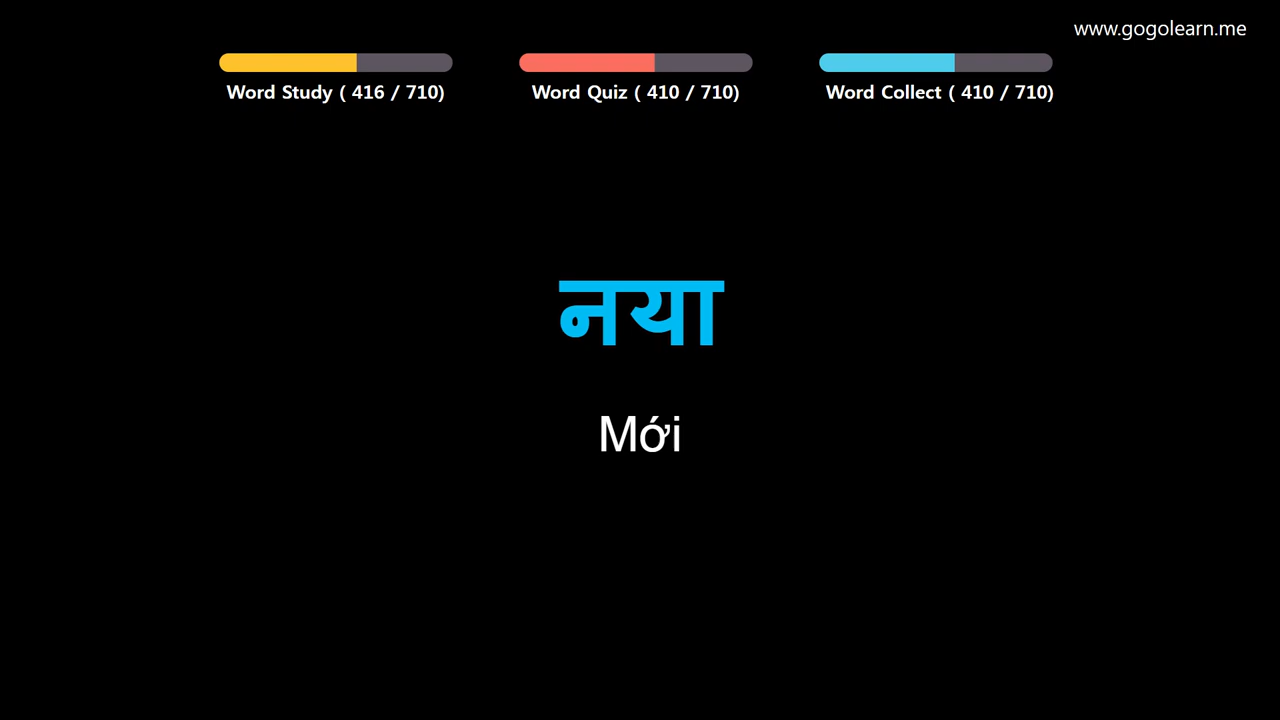 www.gogolearn.me
Word Study ( 416 / 710)
Word Quiz ( 410 / 710)
Word Collect ( 410 / 710)
नया
Mới